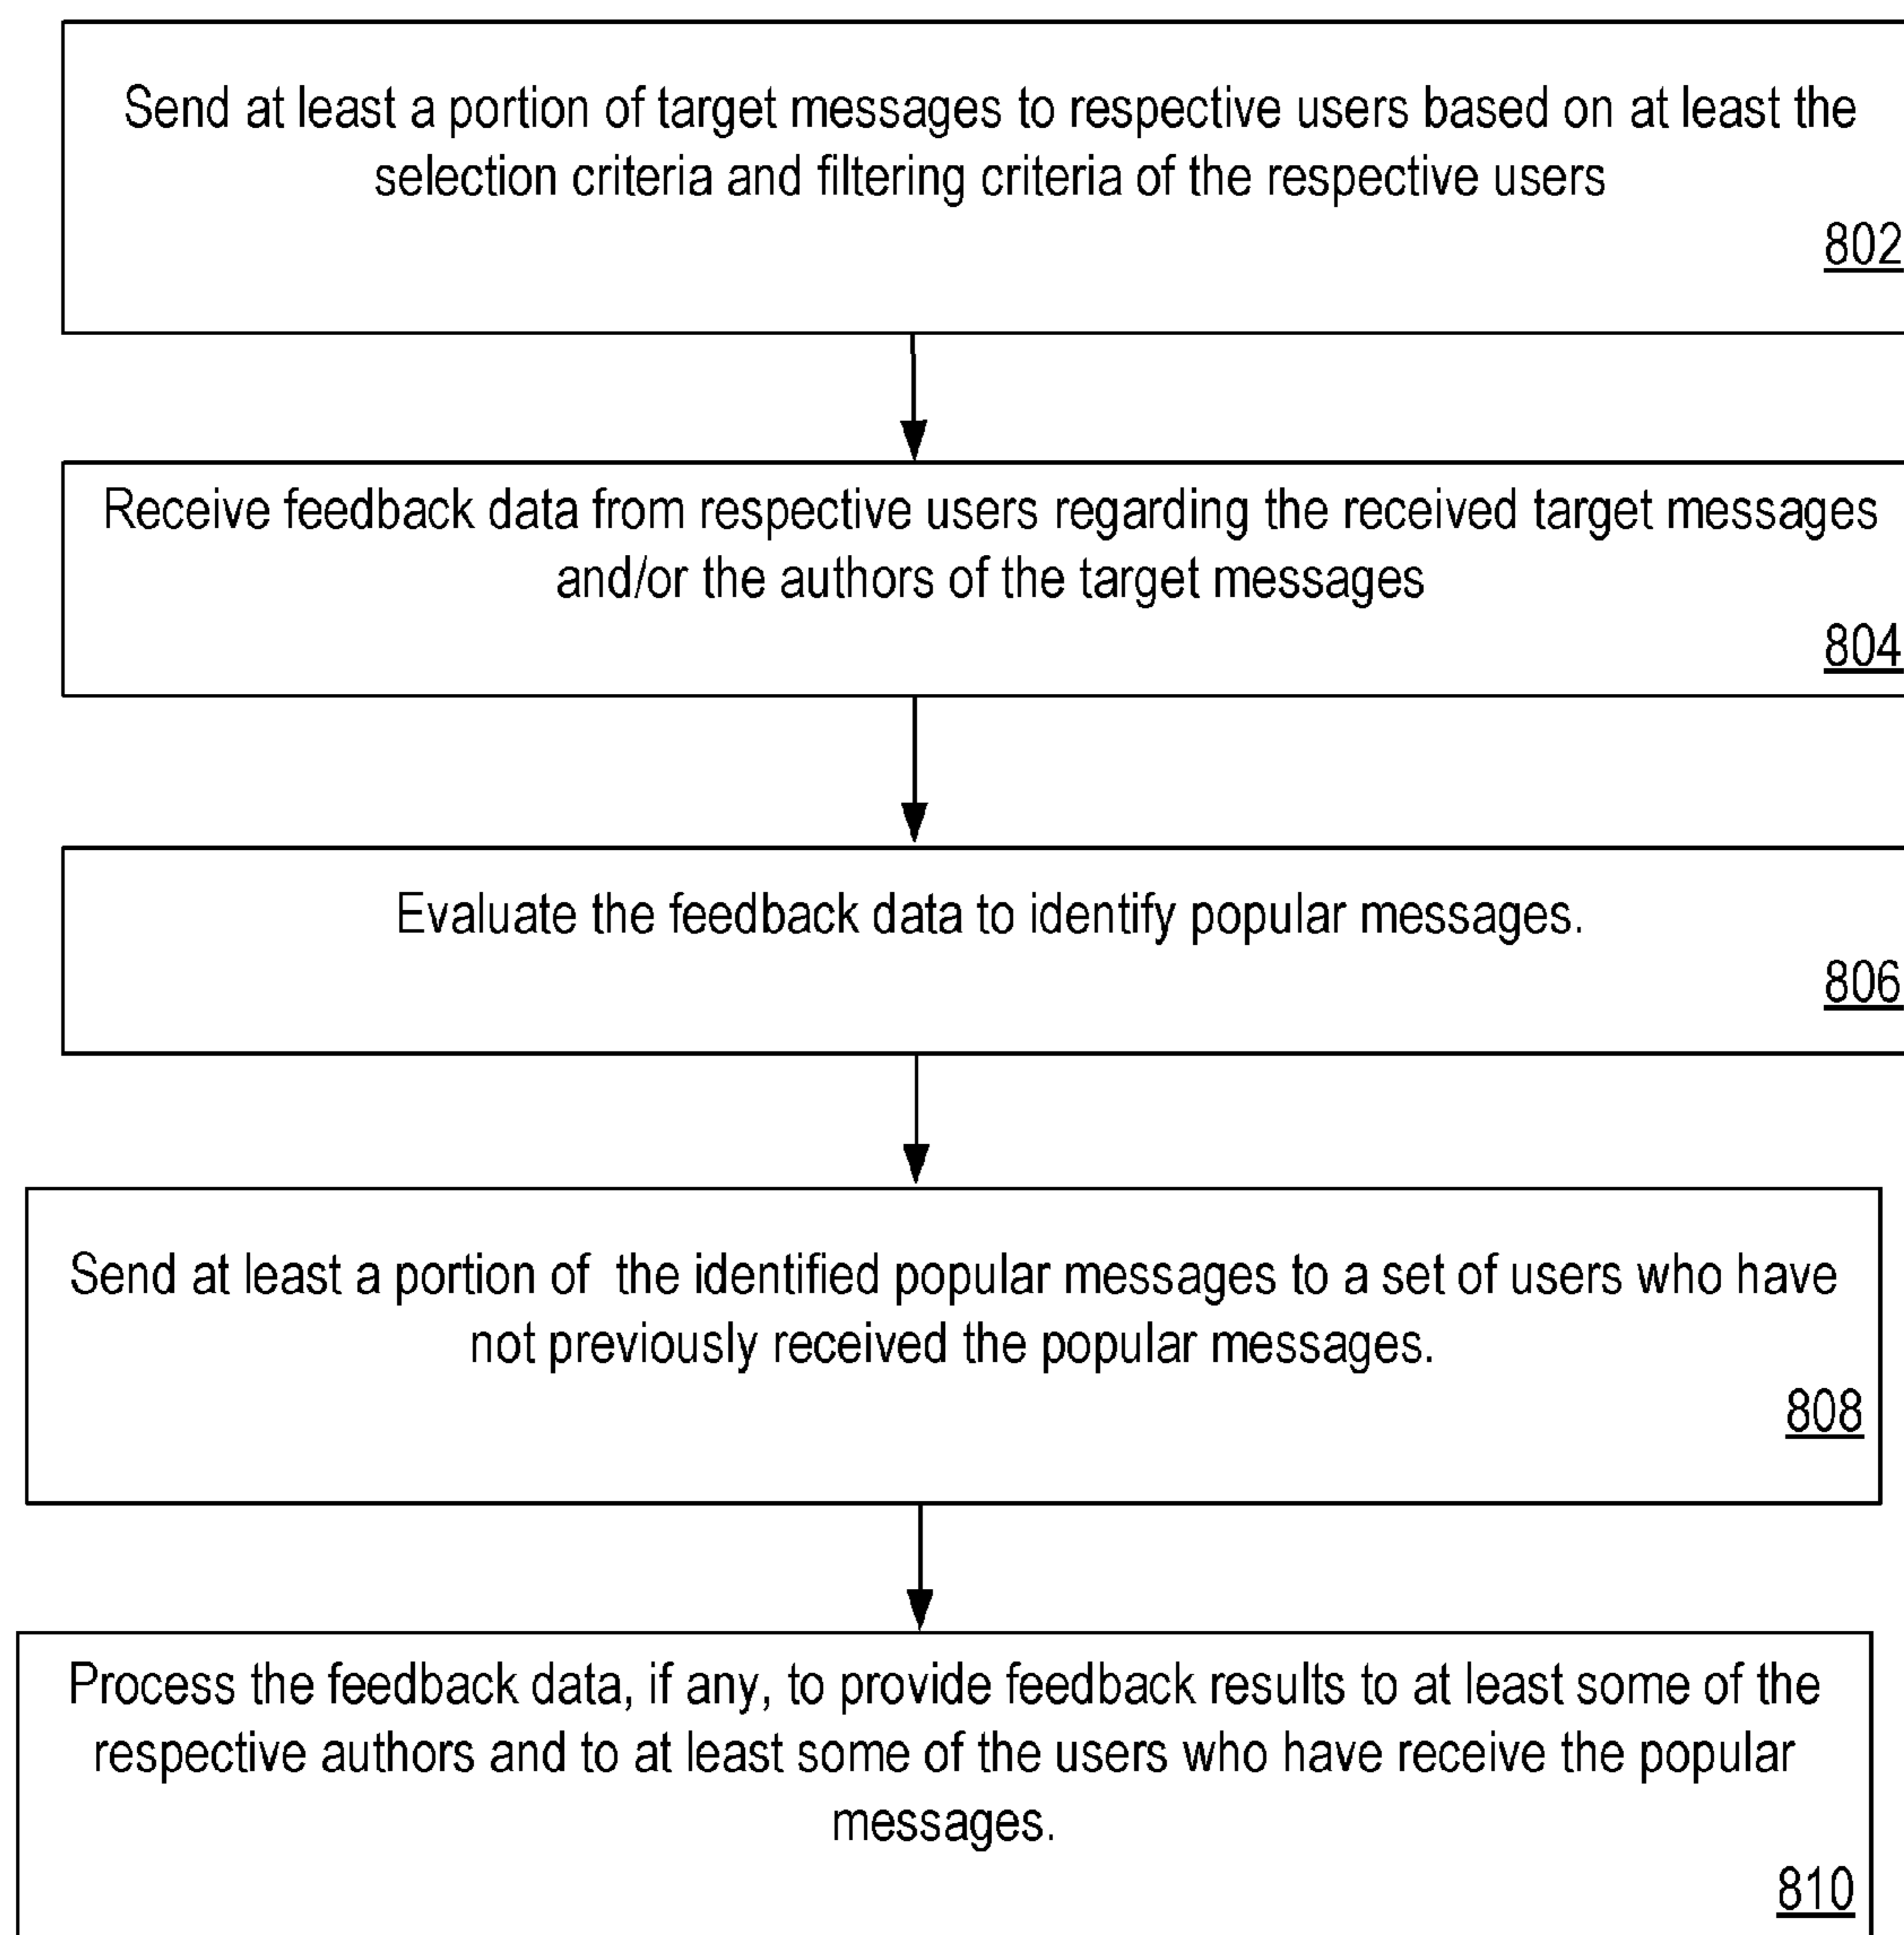 Send at least a portion of target messages to respective users based on at least the
selection criteria and filtering criteria of the respective users
802
Receive feedback data from respective users regarding the received target messages
and/or the authors of the target messages
804
Evaluate the feedback data to identify popular messages.
806
Send at least a portion of  the identified popular messages to a set of users who have
not previously received the popular messages.
808
Process the feedback data, if any, to provide feedback results to at least some of the
respective authors and to at least some of the users who have receive the popular
messages.
810